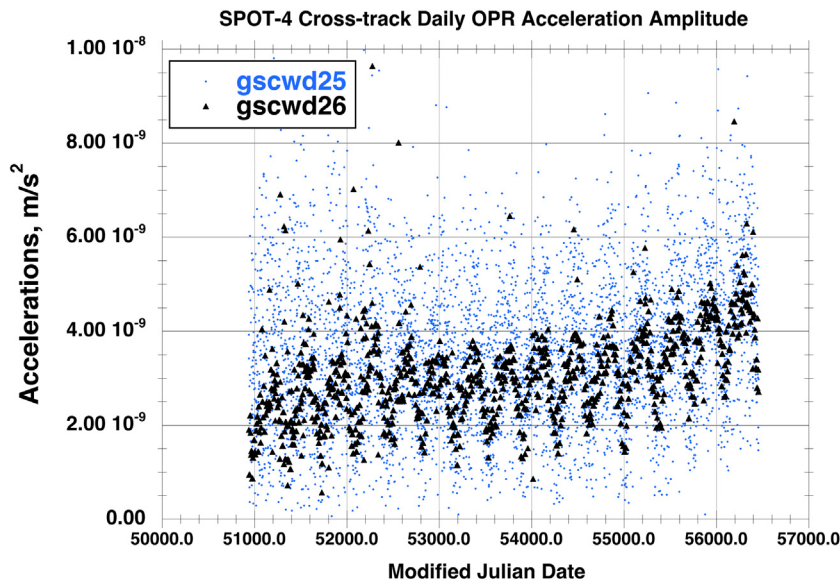 SPOT-4 Cross-track Daily OPR Acceleration Amplitude
1.00 10⁻⁸
gscwd25
gscwd26
8.00 10⁻⁹
6.00 10⁻⁹
4.00 10⁻⁹
2.00 10⁻⁹
0.00
Accelerations, m/s²
50000.0 51000.0 52000.0 53000.0 54000.0 55000.0 56000.0 57000.0
Modified Julian Date